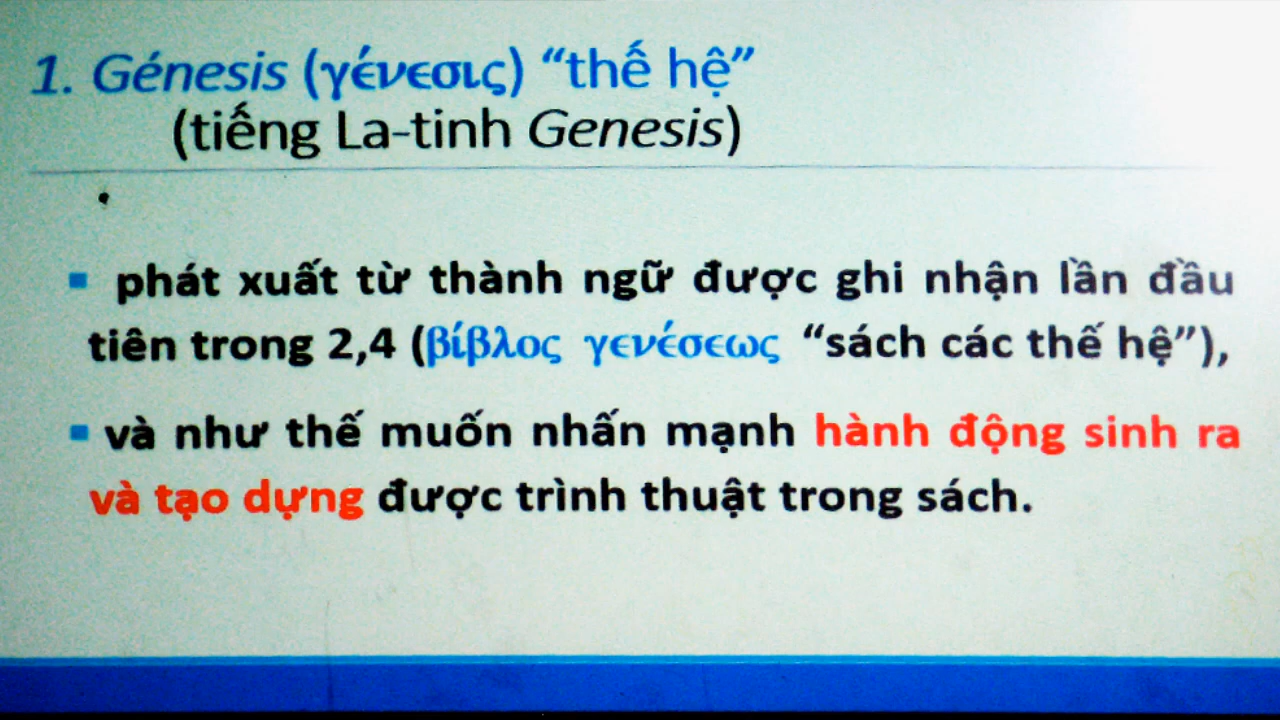 1. Génesis (γένεσις) “thế hệ”
(tiếng La-tinh Genesis)
phát xuất từ thành ngữ được ghi nhận lần đầu
tiên trong 2,4 (βίβλος γενέσεως “sách các thế hệ”),
và như thế muốn nhấn mạnh hành động sinh ra
và tạo dựng được trình thuật trong sách.